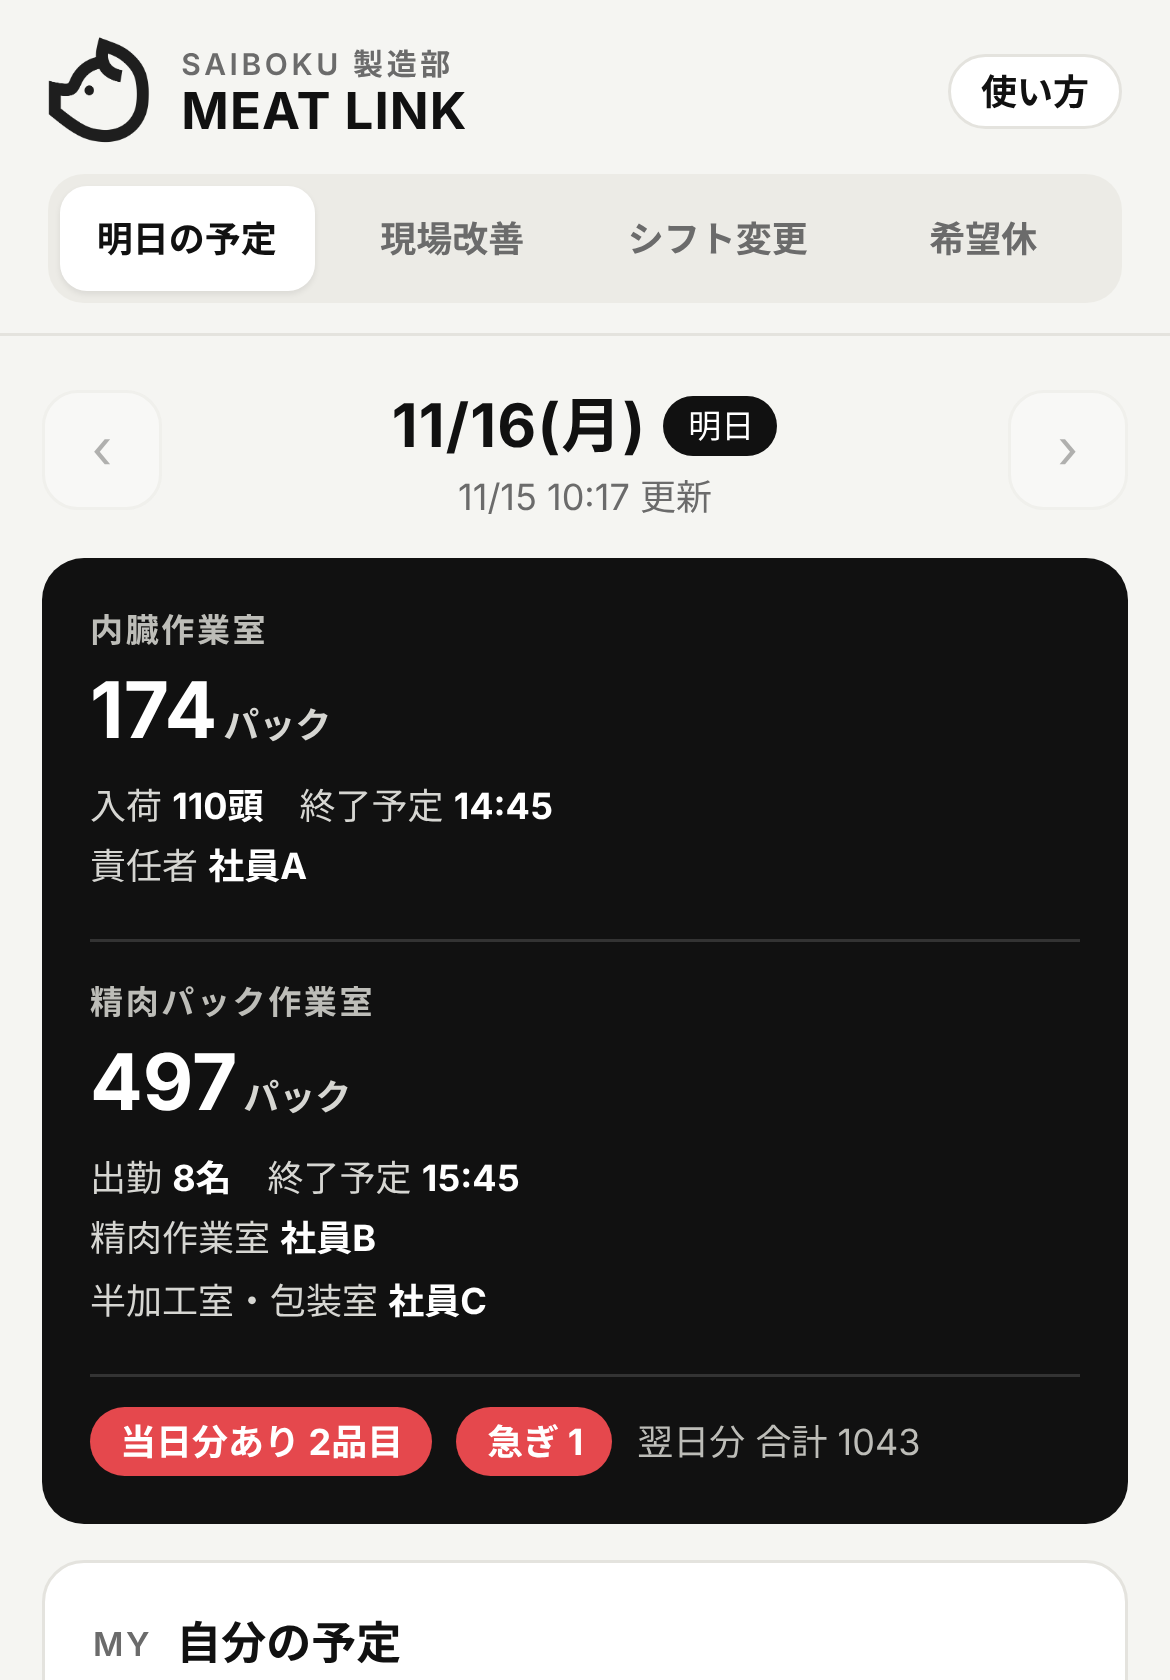 SAIBOKU 製造部
MEAT LINK
使い方
明日の予定 現場改善 シフト変更 希望休
‹ 11/16(月) 明日 ›
11/15 10:17 更新
内臓作業室
174 パック
入荷 110頭 終了予定 14:45
責任者 社員A
精肉パック作業室
497 パック
出勤 8名 終了予定 15:45
精肉作業室 社員B
半加工室・包装室 社員C
当日分あり 2品目 急ぎ 1 翌日分 合計 1043
MY 自分の予定